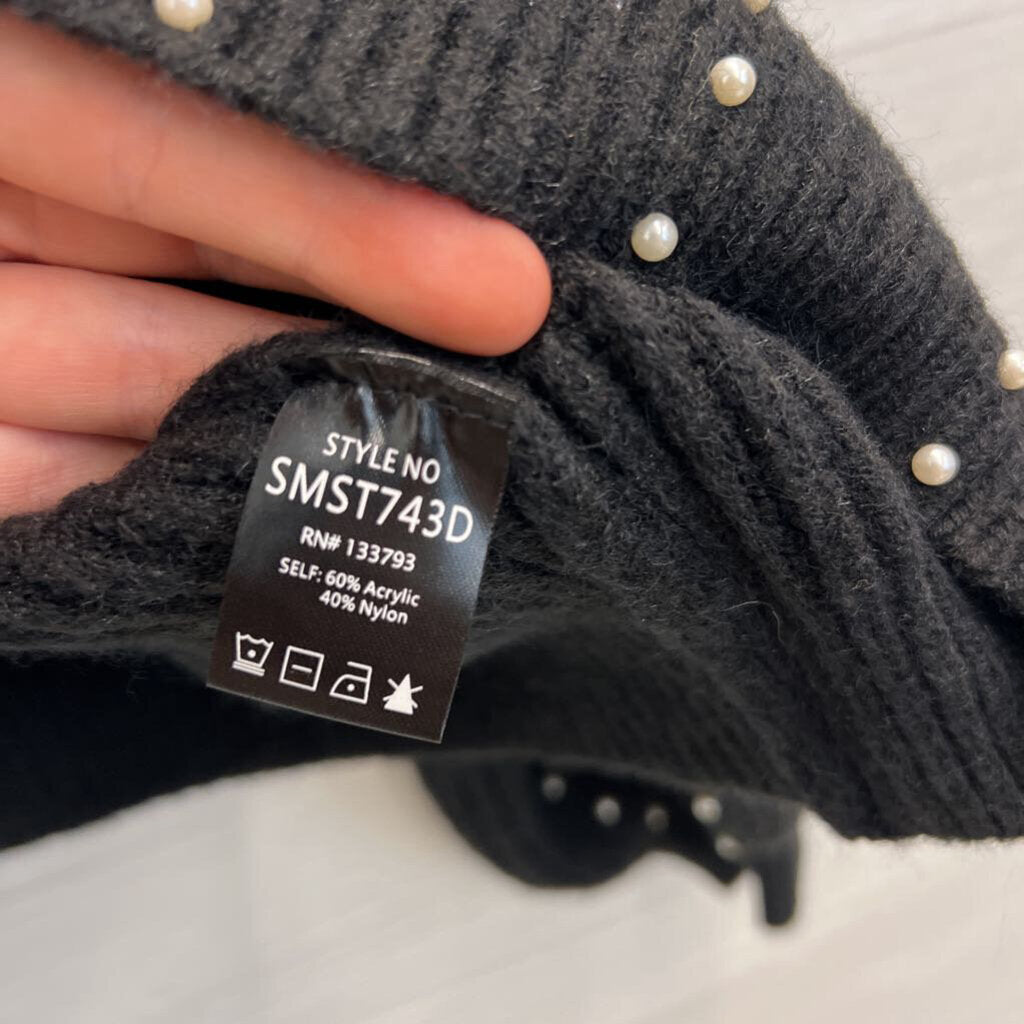 STYLE NO
SMST743D
RN# 133793
SELF: 60% Acrylic
40% Nylon